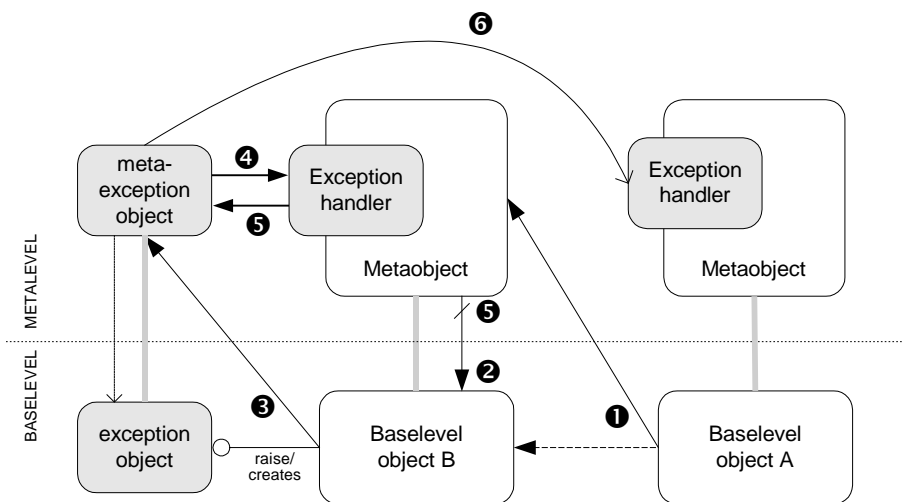 ❻
meta-
exception
object
❹
❺
Exception
handler
Metaobject
Exception
handler
Metaobject
METALEVEL
❺
❷
BASELEVEL
exception
object
❸
raise/
creates
Baselevel
object B
❶
Baselevel
object A